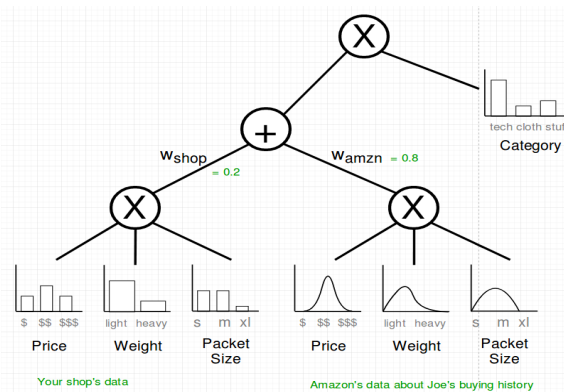 X
tech cloth stuf
Category
+
wshop
= 0.2
wamzn = 0.8
X
X
$ $$ $$$
light heavy
s m xl
$ $$ $$$
light heavy
s m xl
Price
Weight
Packet
Size
Price
Weight
Packet
Size
Your shop's data
Amazon's data about Joe's buying history